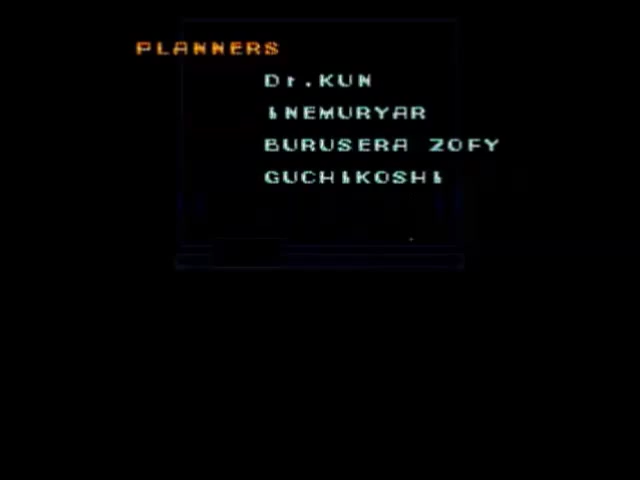 PLANNERS
Dr.KUN
iNEMURYAR
BURUSERA ZOFY
GUCHiKOSHi